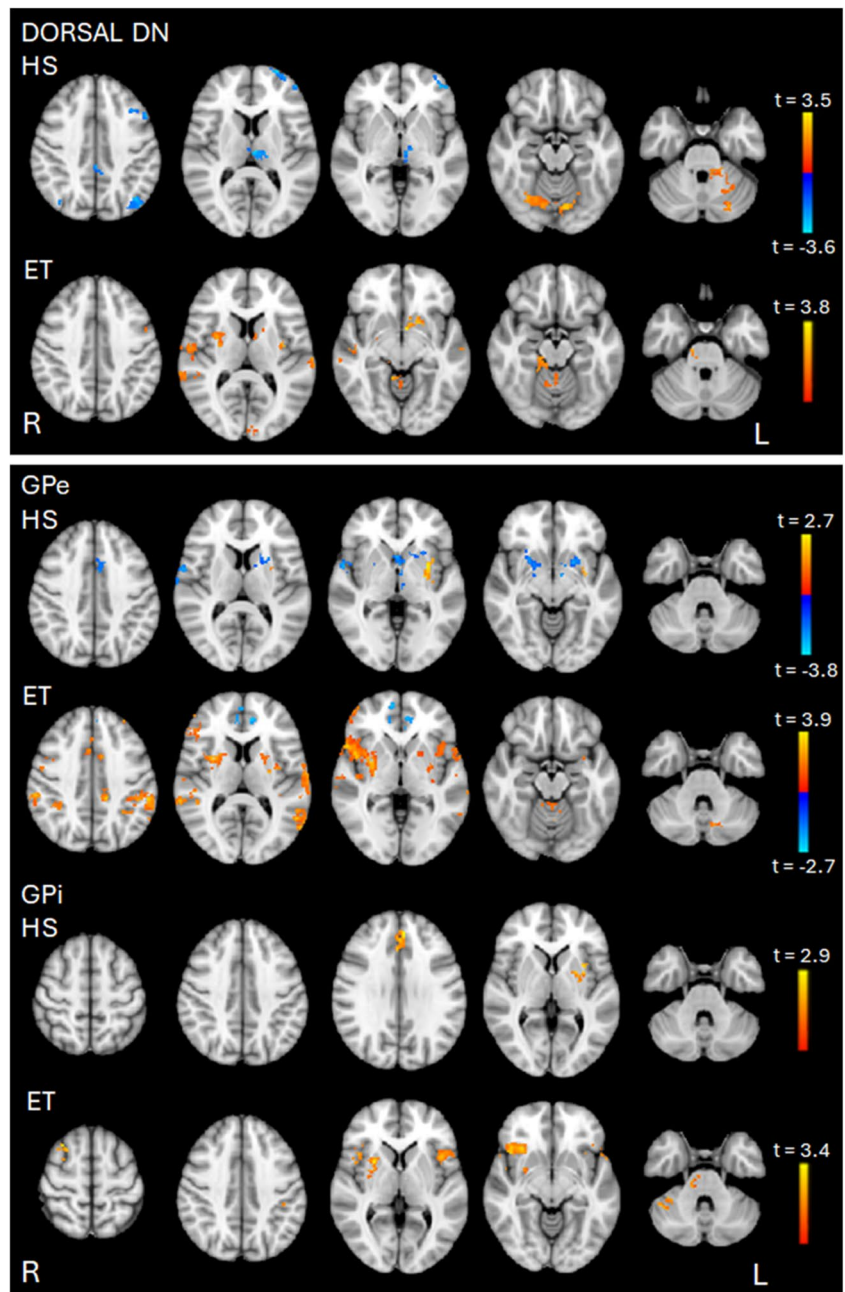 DORSAL DN
HS
t = 3.5
t = -3.6
ET
t = 3.8
R
L
GPe
HS
t = 2.7
t = -3.8
ET
t = 3.9
t = -2.7
GPi
HS
t = 2.9
ET
t = 3.4
R
L